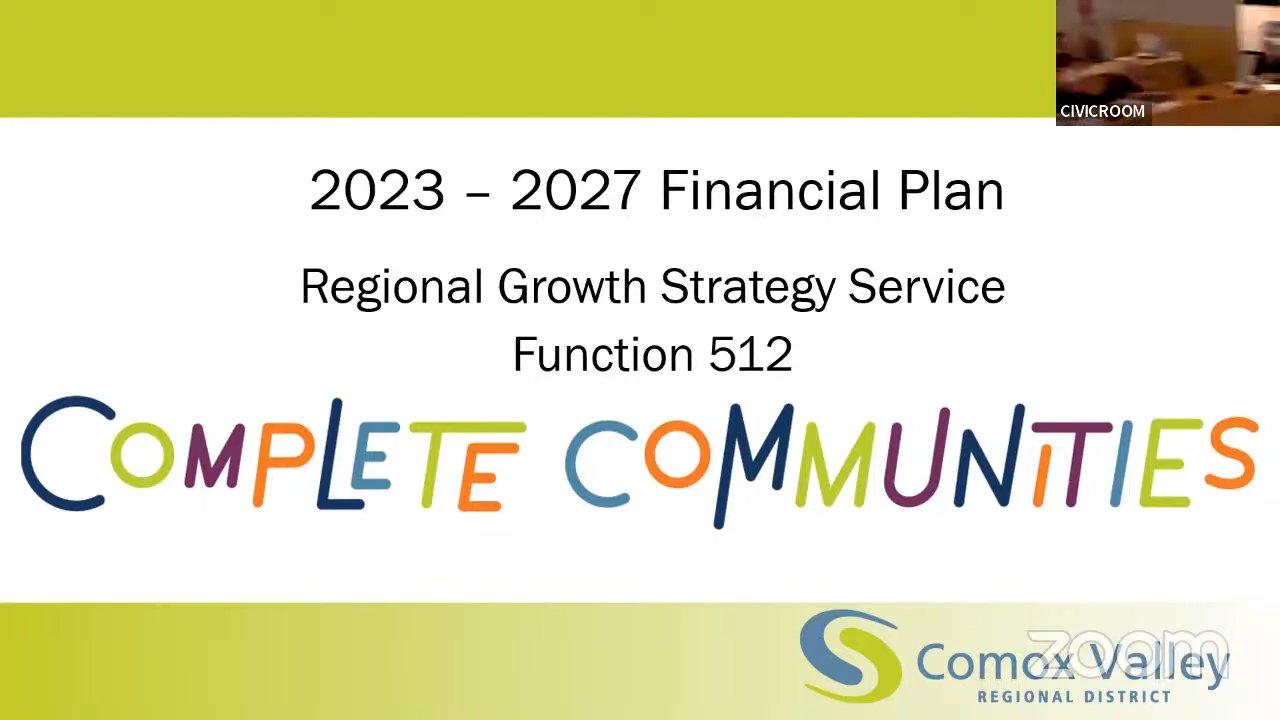 CIVICROOM
2023 – 2027 Financial Plan
Regional Growth Strategy Service
Function 512
COMPLETE COMMUNITIES
zoom
Comox Valley
REGIONAL DISTRICT